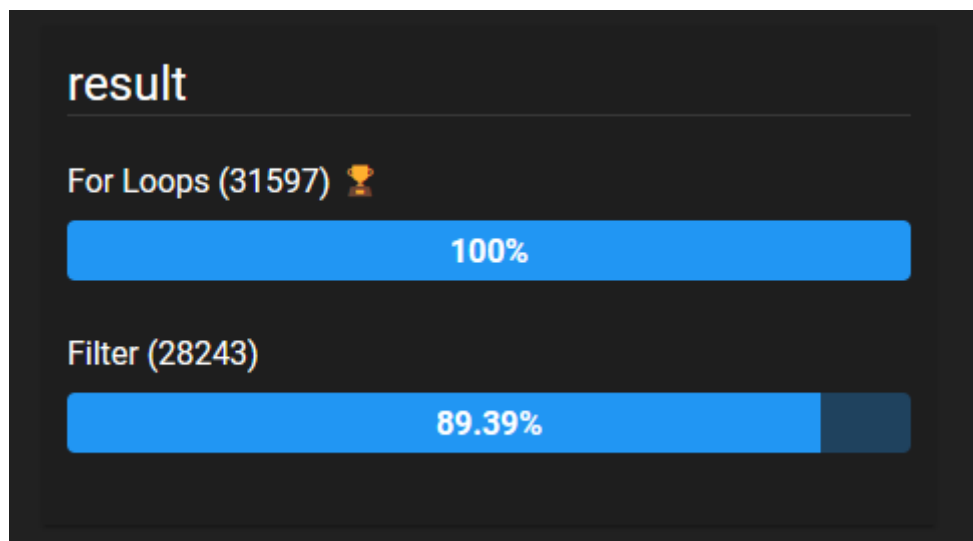 result
For Loops (31597) 🏆
100%
Filter (28243)
89.39%